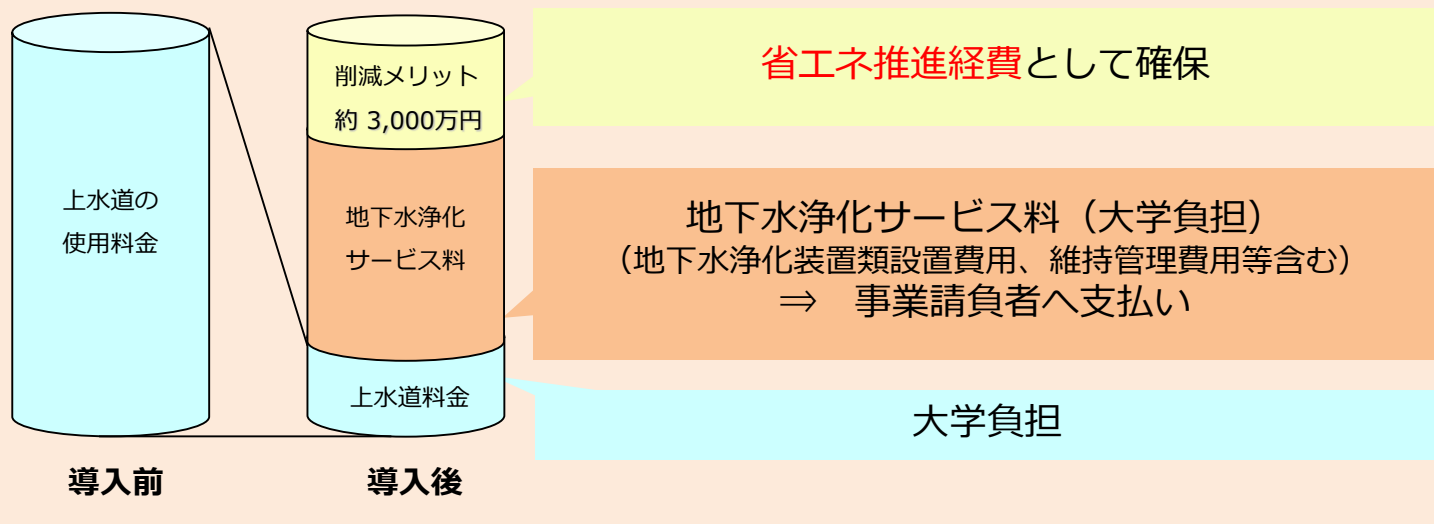 上水道の
使用料金
導入前
削減メリット
約 3,000万円
地下水浄化
サービス料
上水道料金
導入後
省エネ推進経費として確保
地下水浄化サービス料（大学負担）
（地下水浄化装置類設置費用、維持管理費用等含む）
⇒　事業請負者へ支払い
大学負担